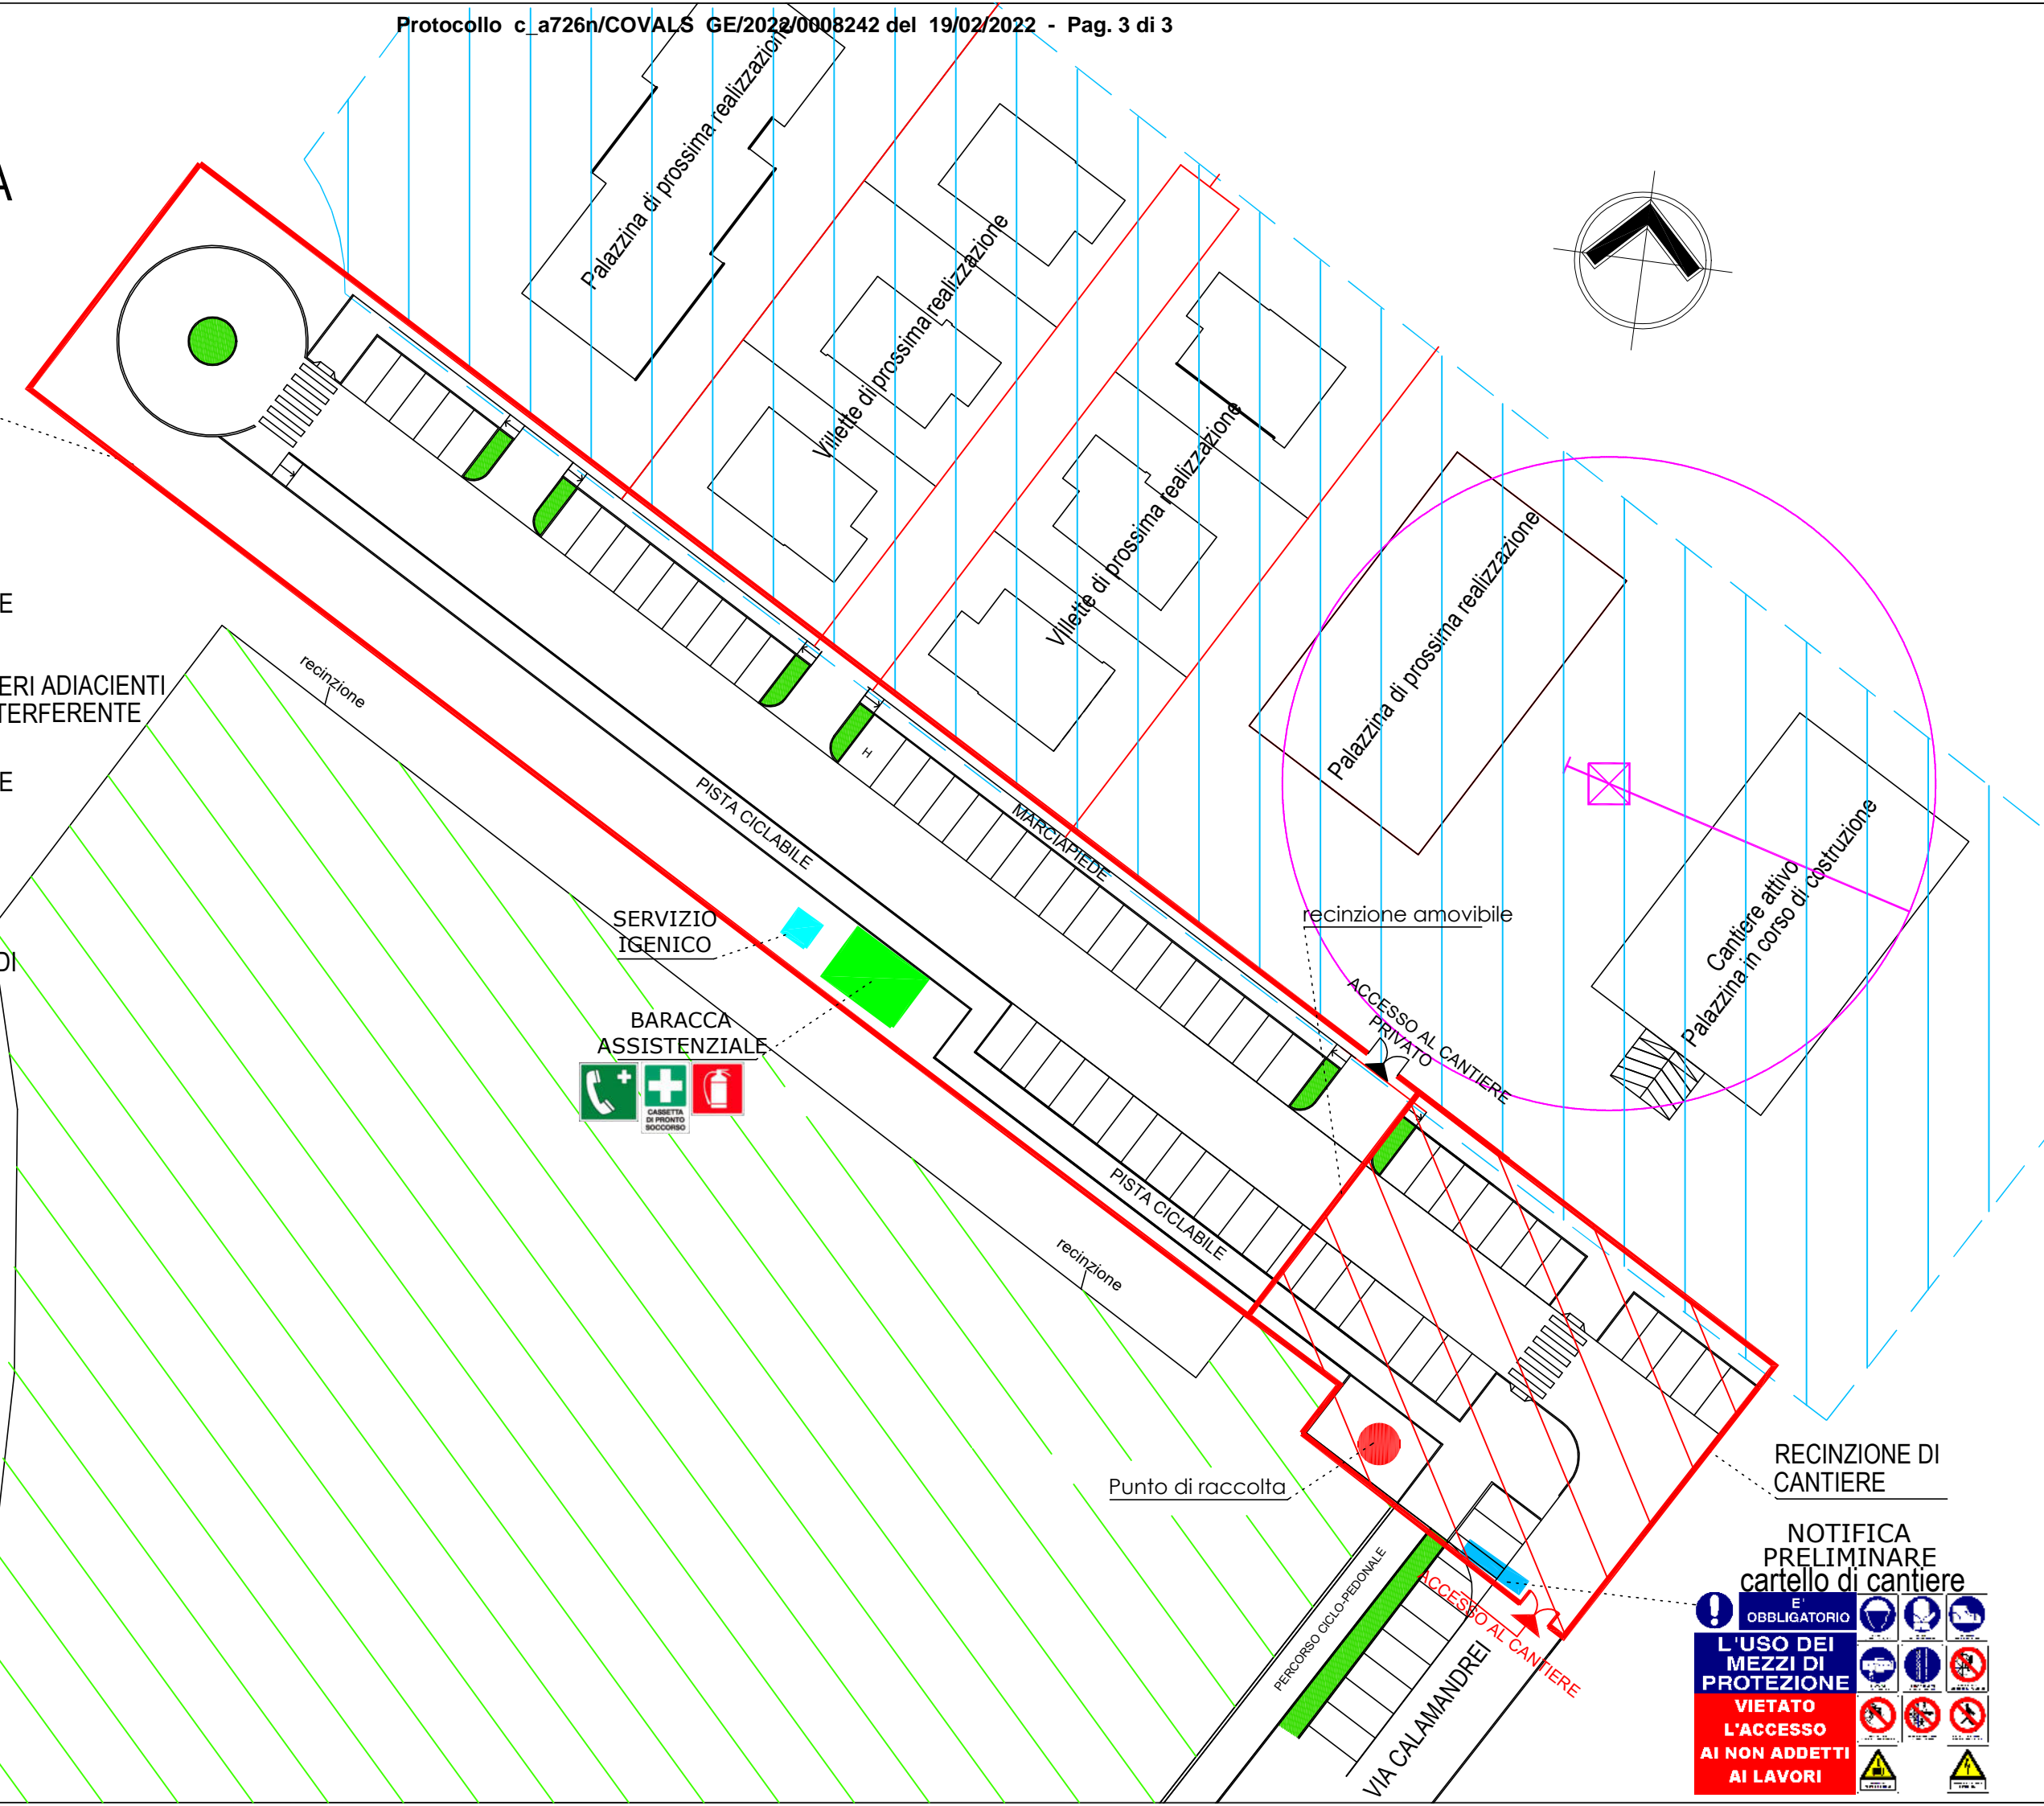 Protocollo c_a726n/COVALS GE/2022/0008242 del 19/02/2022 - Pag. 3 di 3
A
Palazzina di prossima realizzazione
Villette di prossima realizzazione
Villette di prossima realizzazione
Palazzina di prossima realizzazione
Cantiere attivo
Palazzina in corso di costruzione
E
ERI ADIACIENTI
TERFERENTE
E
DI
recinzione
H
PISTA CICLABILE
MARCIAPIEDE
SERVIZIO
IGENICO
recinzione amovibile
BARACCA
ASSISTENZIALE
CASSETTA
DI PRONTO
SOCCORSO
ACCESSO AL CANTIERE
PRIVATO
PISTA CICLABILE
recinzione
Punto di raccolta
RECINZIONE DI
CANTIERE
NOTIFICA
PRELIMINARE
cartello di cantiere
E'
OBBLIGATORIO
L'USO DEI
MEZZI DI
PROTEZIONE
VIETATO
L'ACCESSO
AI NON ADDETTI
AI LAVORI
PERCORSO CICLO-PEDONALE
ACCESSO AL CANTIERE
VIA CALAMANDREI